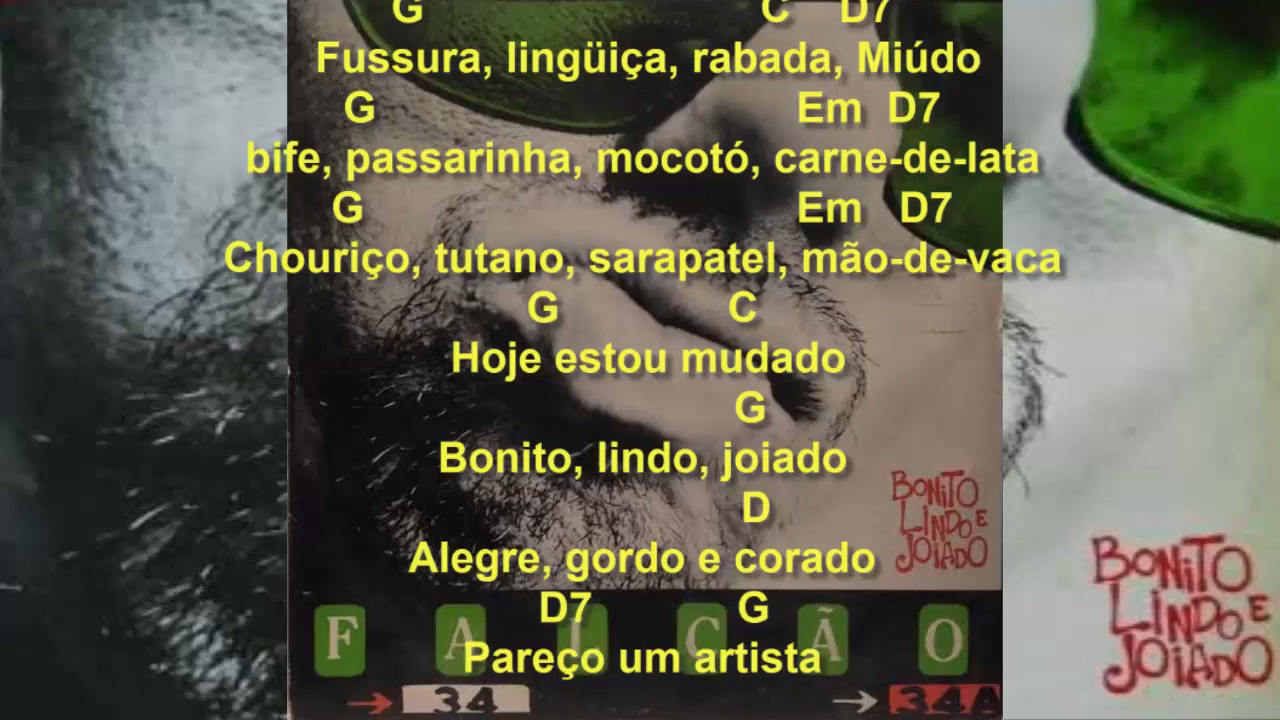 G C D7
Fussura, lingüiça, rabada, Miúdo
G Em D7
bife, passarinha, mocotó, carne-de-lata
G Em D7
Chouriço, tutano, sarapatel, mão-de-vaca
G C
Hoje estou mudado
G
Bonito, lindo, joiado
D
Alegre, gordo e corado
D7 G
Pareço um artista
BONiTO
LiNDO E
JOiADO
BONiTO
LiNDO E
JOiADO
FALCÃO
34 34A